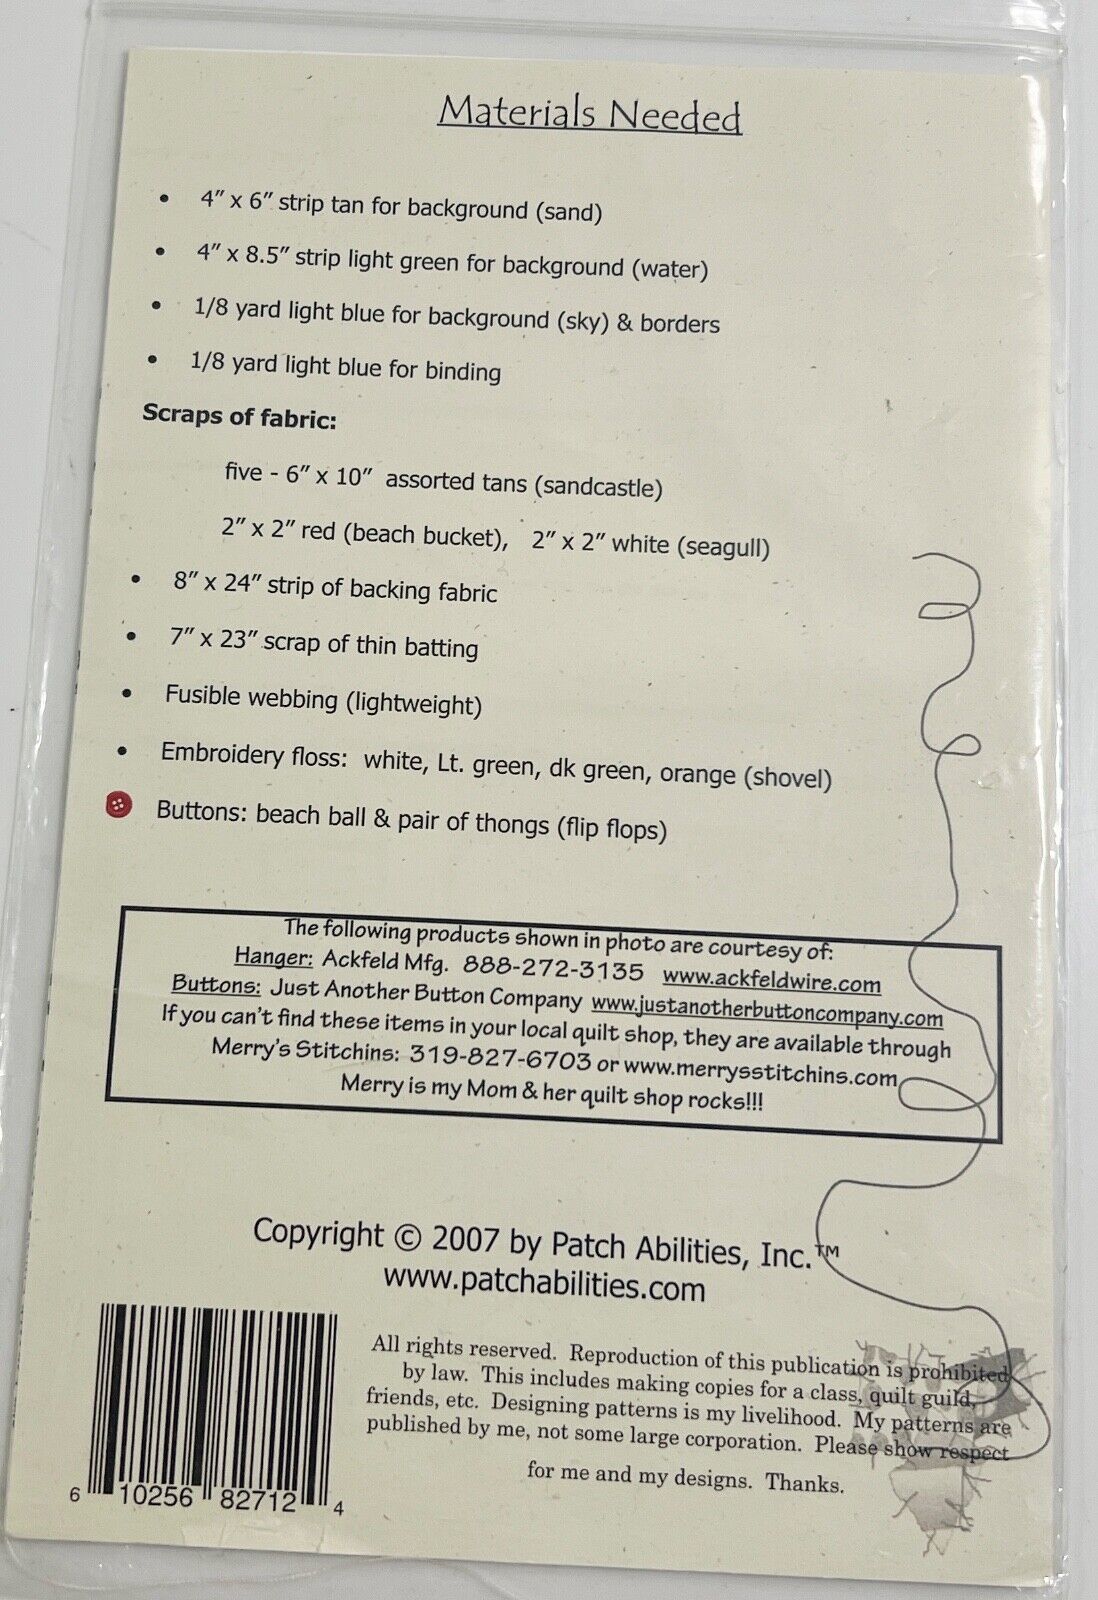 Materials Needed
• 4" x 6" strip tan for background (sand)
• 4" x 8.5" strip light green for background (water)
• 1/8 yard light blue for background (sky) & borders
• 1/8 yard light blue for binding
Scraps of fabric:
five - 6" x 10" assorted tans (sandcastle)
2" x 2" red (beach bucket), 2" x 2" white (seagull)
• 8" x 24" strip of backing fabric
• 7" x 23" scrap of thin batting
• Fusible webbing (lightweight)
• Embroidery floss: white, Lt. green, dk green, orange (shovel)
Buttons: beach ball & pair of thongs (flip flops)
The following products shown in photo are courtesy of:
Hanger: Ackfeld Mfg. 888-272-3135 www.ackfeldwire.com
Buttons: Just Another Button Company www.justanotherbuttoncompany.com
If you can't find these items in your local quilt shop, they are available through
Merry's Stitchins: 319-827-6703 or www.merrysstitchins.com
Merry is my Mom & her quilt shop rocks!!!
Copyright © 2007 by Patch Abilities, Inc.™
www.patchabilities.com
All rights reserved. Reproduction of this publication is prohibited
by law. This includes making copies for a class, quilt guild,
friends, etc. Designing patterns is my livelihood. My patterns are
published by me, not some large corporation. Please show respect
for me and my designs. Thanks.
6 10256 82712 4